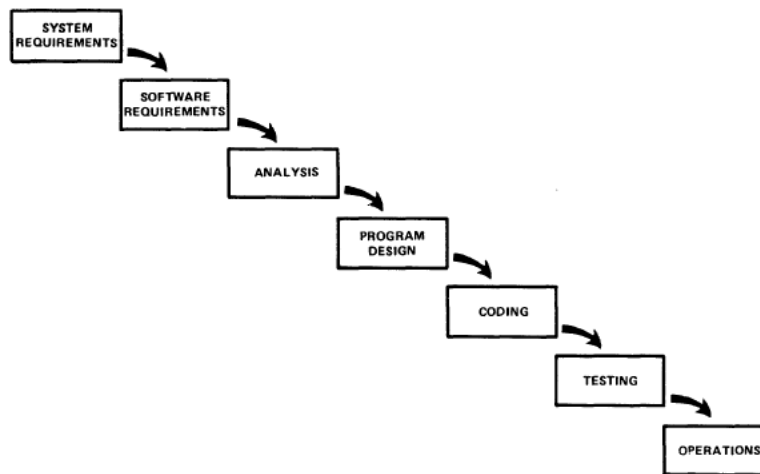 SYSTEM
REQUIREMENTS
SOFTWARE
REQUIREMENTS
ANALYSIS
PROGRAM
DESIGN
CODING
TESTING
OPERATIONS